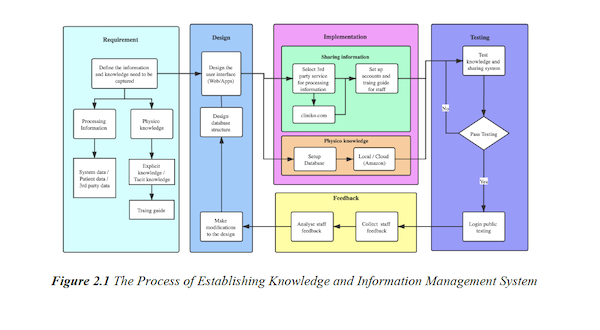 Requirement
Define the information
and knowledge need to be
captured
Processing
Information
Physico
knowledge
System data /
Patient data /
3rd party data
Explicit
knowledge /
Tacit knowledge
Traing guide
Design
Design the
user interface
(Web/Apps)
Design
database
structure
Make
modifications
to the design
Implementation
Sharing information
Select 3rd
party service
for processing
information
Set up
accounts and
traing guide
for staff
cliniko.com
Physico knowledge
Setup
Database
Local / Cloud
(Amazon)
Feedback
Analyse staff
feedback
Collect staff
feedback
Testing
Test
knowledge and
sharing system
No
Pass Testing
Yes
Login public
testing
Figure 2.1 The Process of Establishing Knowledge and Information Management System